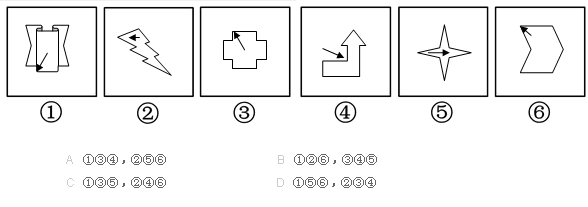 ① ② ③ ④ ⑤ ⑥
A ①③④，②⑤⑥ B ①②⑥，③④⑤
C ①③⑤，②④⑥ D ①⑤⑥，②③④